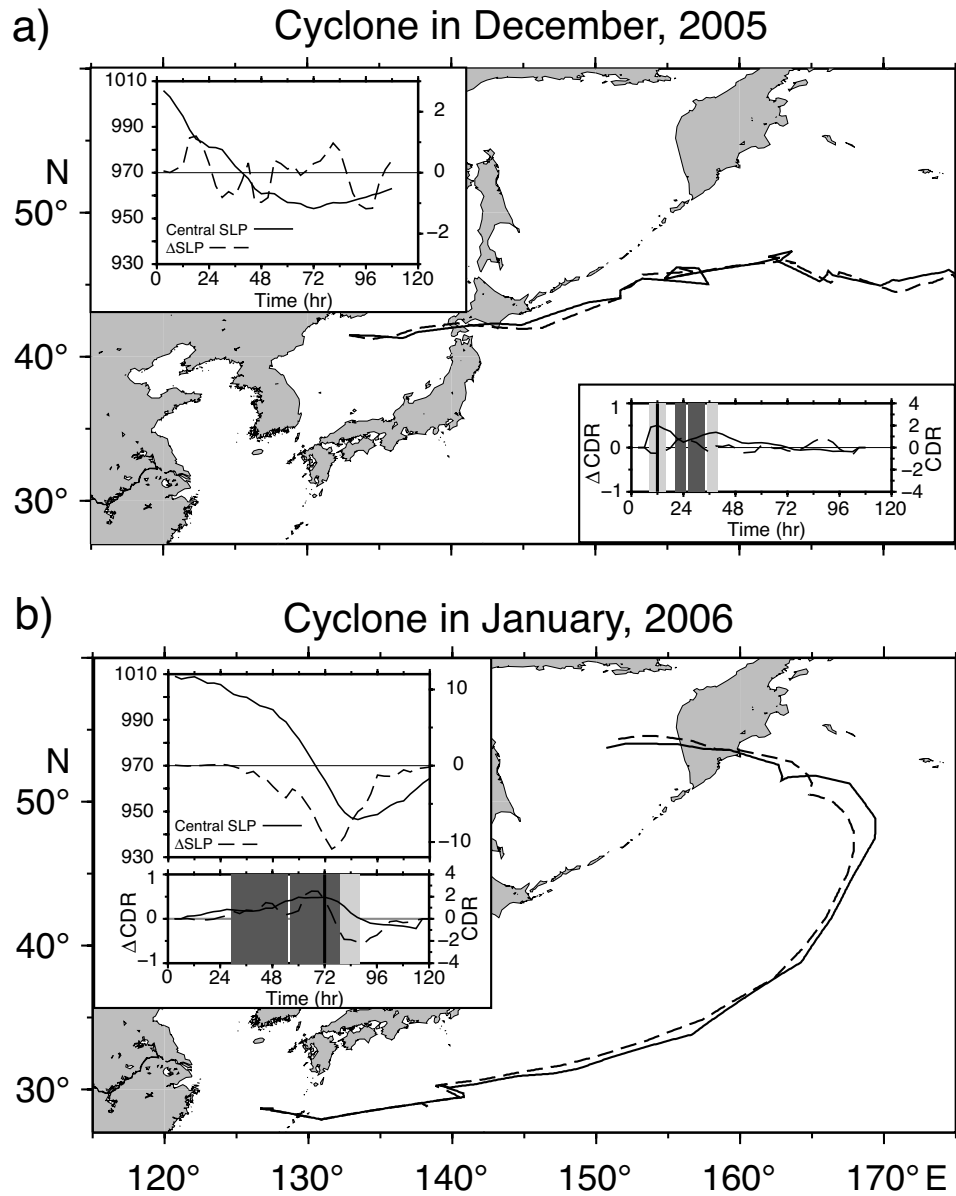 a)
Cyclone in December, 2005
1010
990
970
950
930
2
0
−2
Central SLP
ΔSLP
0 24 48 72 96 120
Time (hr)
N
50°
40°
30°
1
0
−1
ΔCDR
4
2
0
−2
−4
CDR
0 24 48 72 96 120
Time (hr)
b)
Cyclone in January, 2006
1010
990
970
950
930
10
0
−10
Central SLP
ΔSLP
1
0
−1
ΔCDR
4
2
0
−2
−4
CDR
0 24 48 72 96 120
Time (hr)
N
50°
40°
30°
120° 130° 140° 150° 160° 170° E